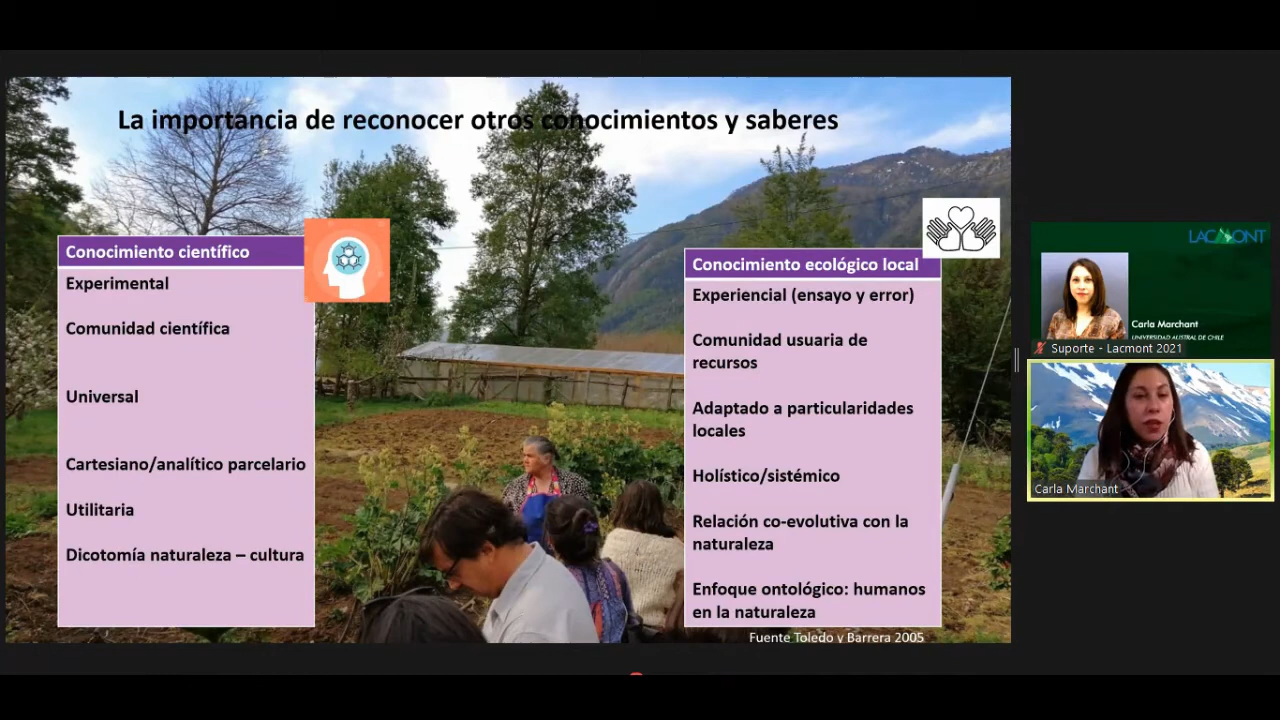 La importancia de reconocer otros conocimientos y saberes
Conocimiento científico
Experimental
Comunidad científica
Universal
Cartesiano/analítico parcelario
Utilitaria
Dicotomía naturaleza – cultura
Conocimiento ecológico local
Experiencial (ensayo y error)
Comunidad usuaria de
recursos
Adaptado a particularidades
locales
Holístico/sistémico
Relación co-evolutiva con la
naturaleza
Enfoque ontológico: humanos
en la naturaleza
Fuente Toledo y Barrera 2005
LACMONT
Carla Marchant
UNIVERSIDAD AUSTRAL DE CHILE
Suporte - Lacmont 2021
Carla Marchant